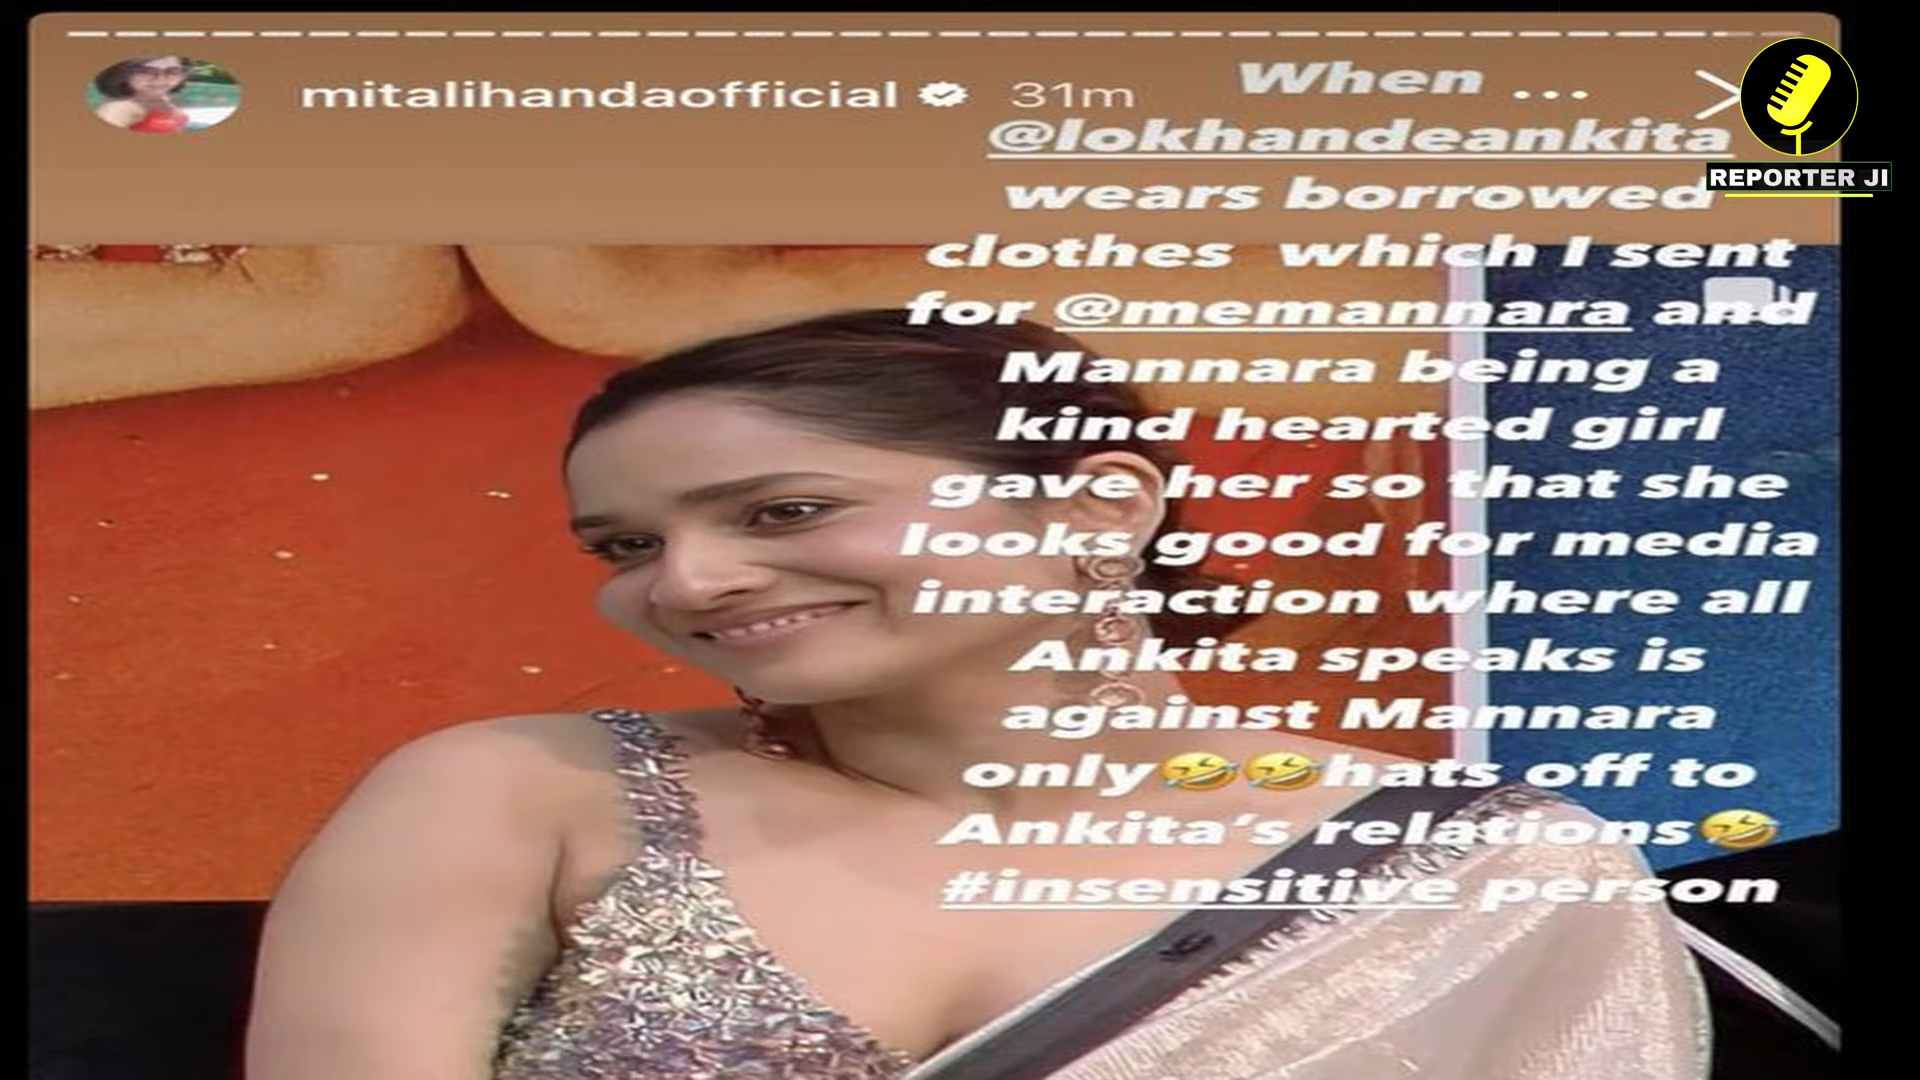 mitalihandaofficial 31m
When ...
@lokhandeankita
wears borrowed
clothes which I sent
for @memannara and
Mannara being a
kind hearted girl
gave her so that she
looks good for media
interaction where all
Ankita speaks is
against Mannara
only🤣🤣hats off to
Ankita's relations🤣
#insensitive person
REPORTER JI